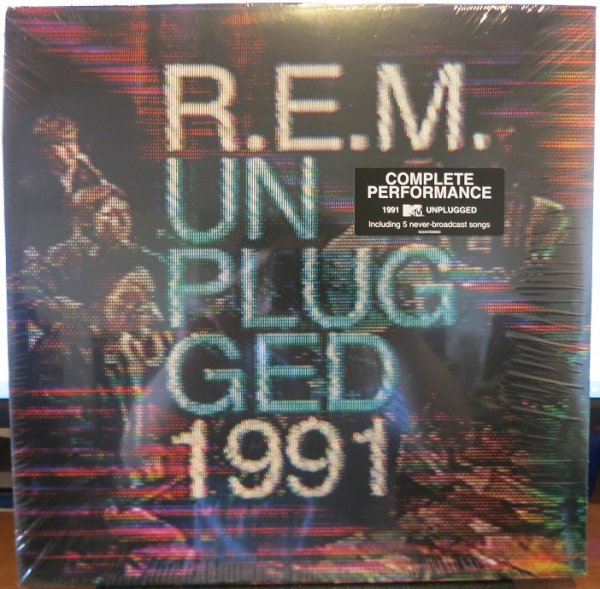 R.E.M.
UN
PLUG
GED
1991
COMPLETE
PERFORMANCE
1991 MTV UNPLUGGED
Including 5 never-broadcast songs